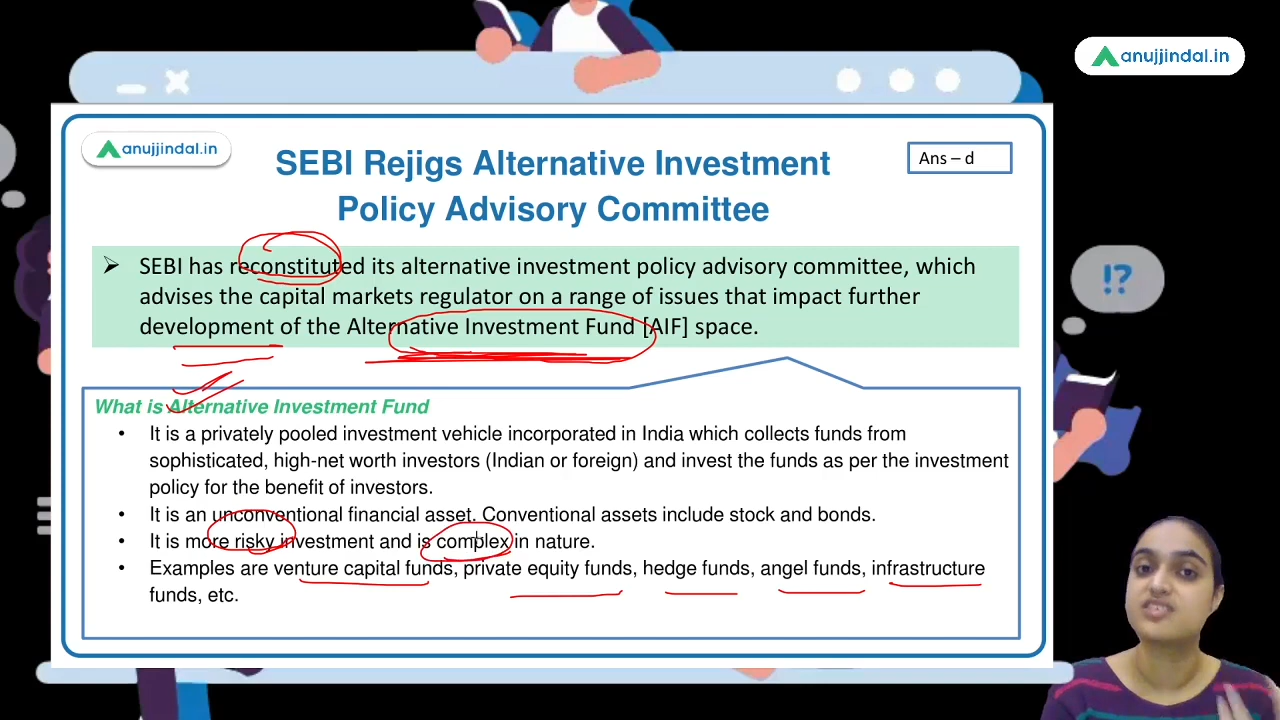 anujjindal.in
anujjindal.in
SEBI Rejigs Alternative Investment
Policy Advisory Committee
Ans – d
➢ SEBI has reconstituted its alternative investment policy advisory committee, which
advises the capital markets regulator on a range of issues that impact further
development of the Alternative Investment Fund [AIF] space.
What is Alternative Investment Fund
• It is a privately pooled investment vehicle incorporated in India which collects funds from
sophisticated, high-net worth investors (Indian or foreign) and invest the funds as per the investment
policy for the benefit of investors.
• It is an unconventional financial asset. Conventional assets include stock and bonds.
• It is more risky investment and is complex in nature.
• Examples are venture capital funds, private equity funds, hedge funds, angel funds, infrastructure
funds, etc.
!?